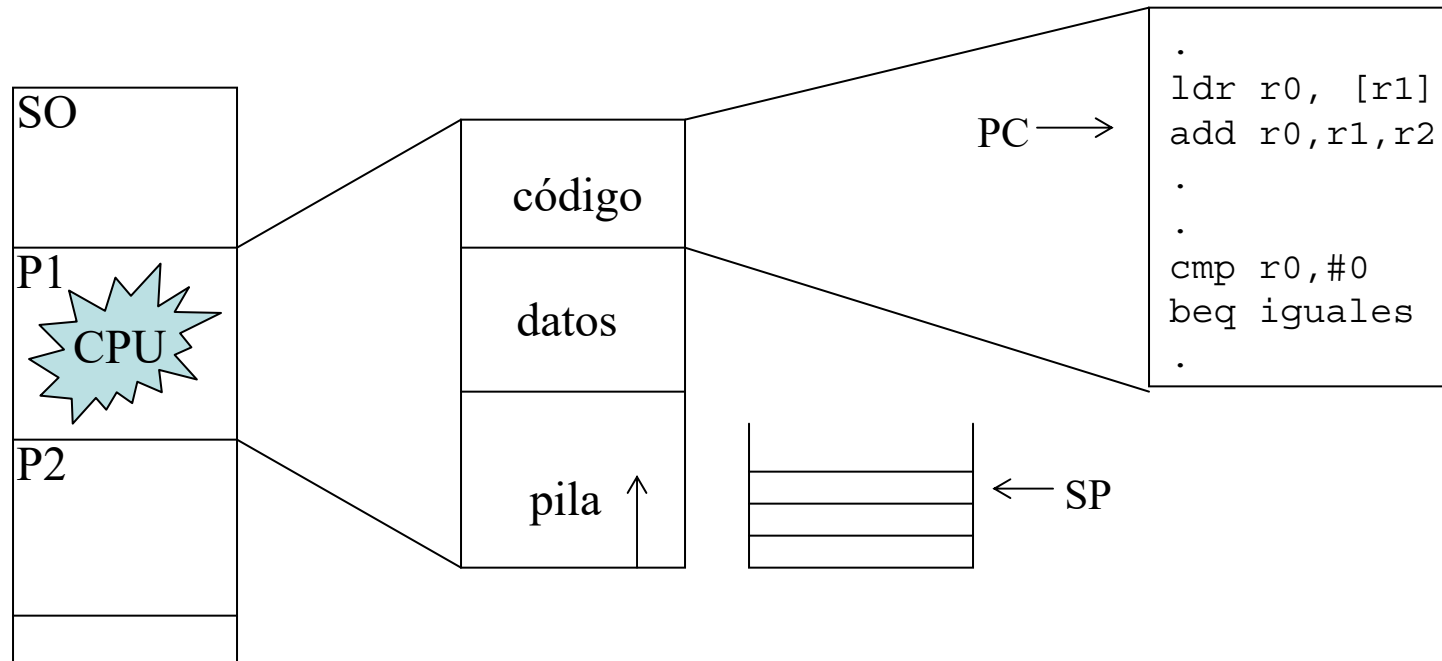 SO
P1
CPU
P2
código
datos
pila
SP
PC
.
ldr r0, [r1]
add r0,r1,r2
.
.
cmp r0,#0
beq iguales
.